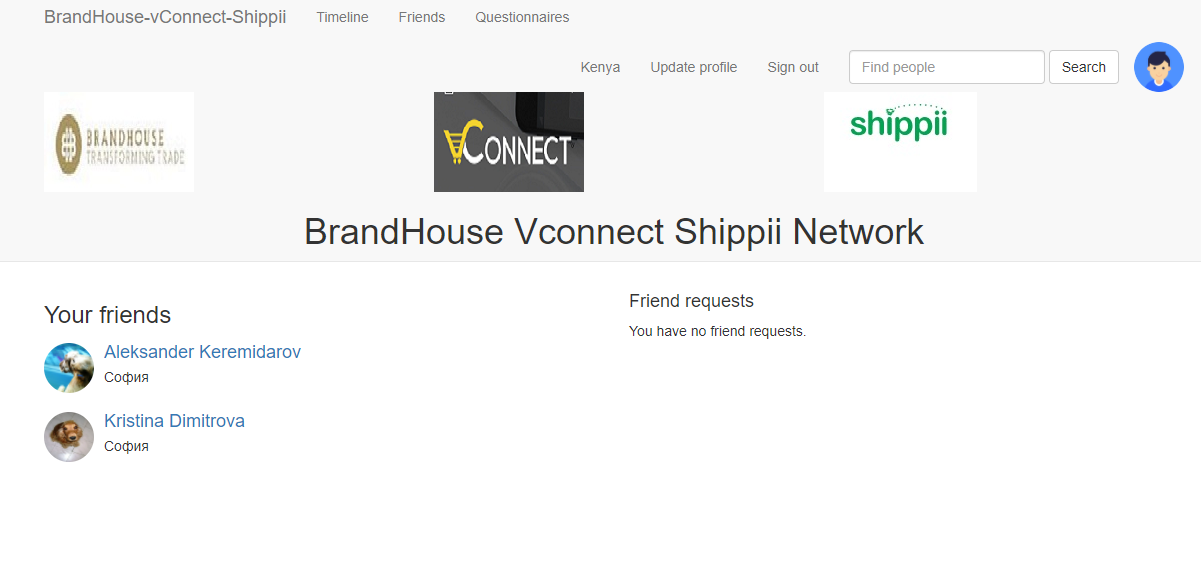 BrandHouse-vConnect-Shippii Timeline Friends Questionnaires
Kenya Update profile Sign out Find people Search
BRANDHOUSE
TRANSFORMING TRADE
VCONNECT
shippii
BrandHouse Vconnect Shippii Network
Your friends
Aleksander Keremidarov
София
Kristina Dimitrova
София
Friend requests
You have no friend requests.